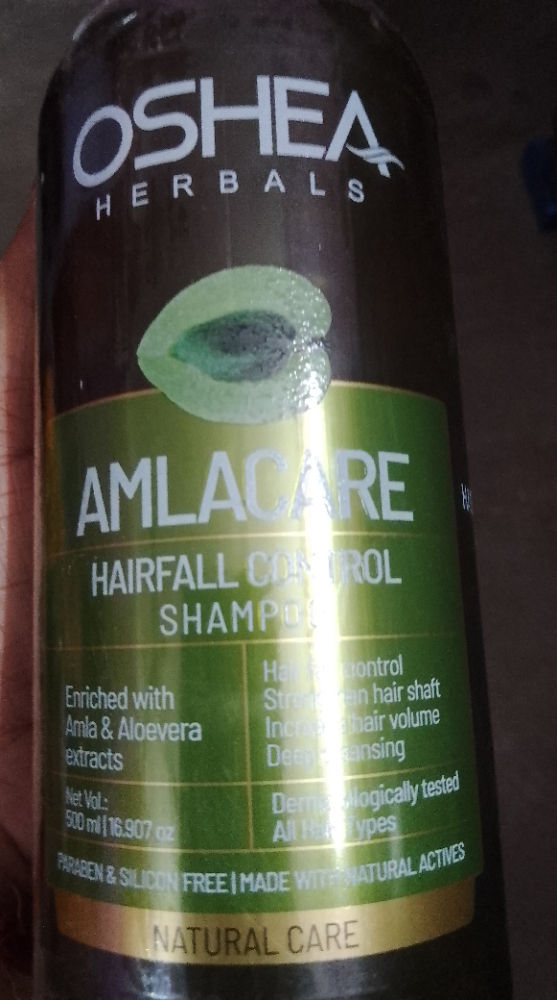 OSHEA
HERBALS
AMLACARE
HAIRFALL CONTROL
SHAMPOO
Enriched with
Amla & Aloevera
extracts
Hair Fall control
Strengthen hair shaft
Increase hair volume
Deep cleansing
Net Vol.:
500 ml | 16.907 oz
Dermatologically tested
All Hair Types
PARABEN & SILICON FREE | MADE WITH NATURAL ACTIVES
NATURAL CARE